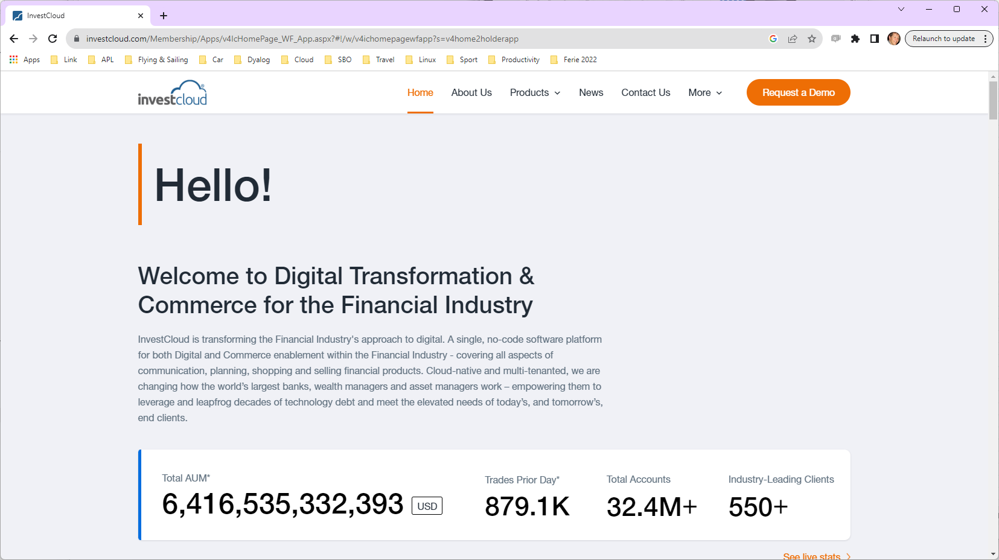 InvestCloud
investcloud.com/Membership/Apps/v4IcHomePage_WF_App.aspx?#!/w/v4ichomepagewfapp?s=v4home2holderapp
Relaunch to update
Apps Link APL Flying & Sailing Car Dyalog Cloud SBO Travel Linux Sport Productivity Ferie 2022
investcloud®
Home About Us Products News Contact Us More Request a Demo
Hello!
Welcome to Digital Transformation &
Commerce for the Financial Industry
InvestCloud is transforming the Financial Industry's approach to digital. A single, no-code software platform
for both Digital and Commerce enablement within the Financial Industry - covering all aspects of
communication, planning, shopping and selling financial products. Cloud-native and multi-tenanted, we are
changing how the world’s largest banks, wealth managers and asset managers work – empowering them to
leverage and leapfrog decades of technology debt and meet the elevated needs of today’s, and tomorrow’s,
end clients.
Total AUM* Trades Prior Day* Total Accounts Industry-Leading Clients
6,416,535,332,393 USD 879.1K 32.4M+ 550+
See live stats